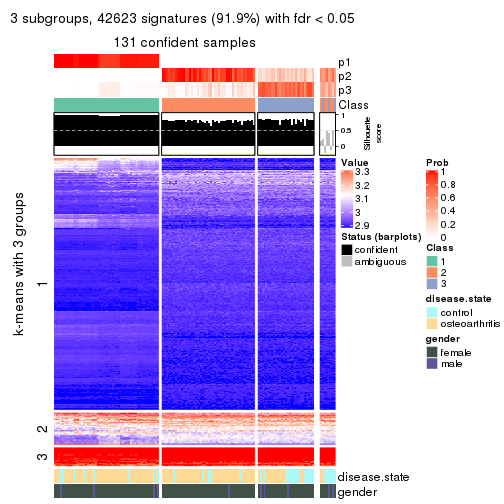 3 subgroups, 42623 signatures (91.9%) with fdr < 0.05
131 confident samples
p1
p2
p3
Class
1
0.5
0
Silhouette
score
k-means with 3 groups
1
2
3
disease.state
gender
Value
3.3
3.2
3.1
3
2.9
Status (barplots)
confident
ambiguous
Prob
1
0.8
0.6
0.4
0.2
0
Class
1
2
3
disease.state
control
osteoarthritis
gender
female
male